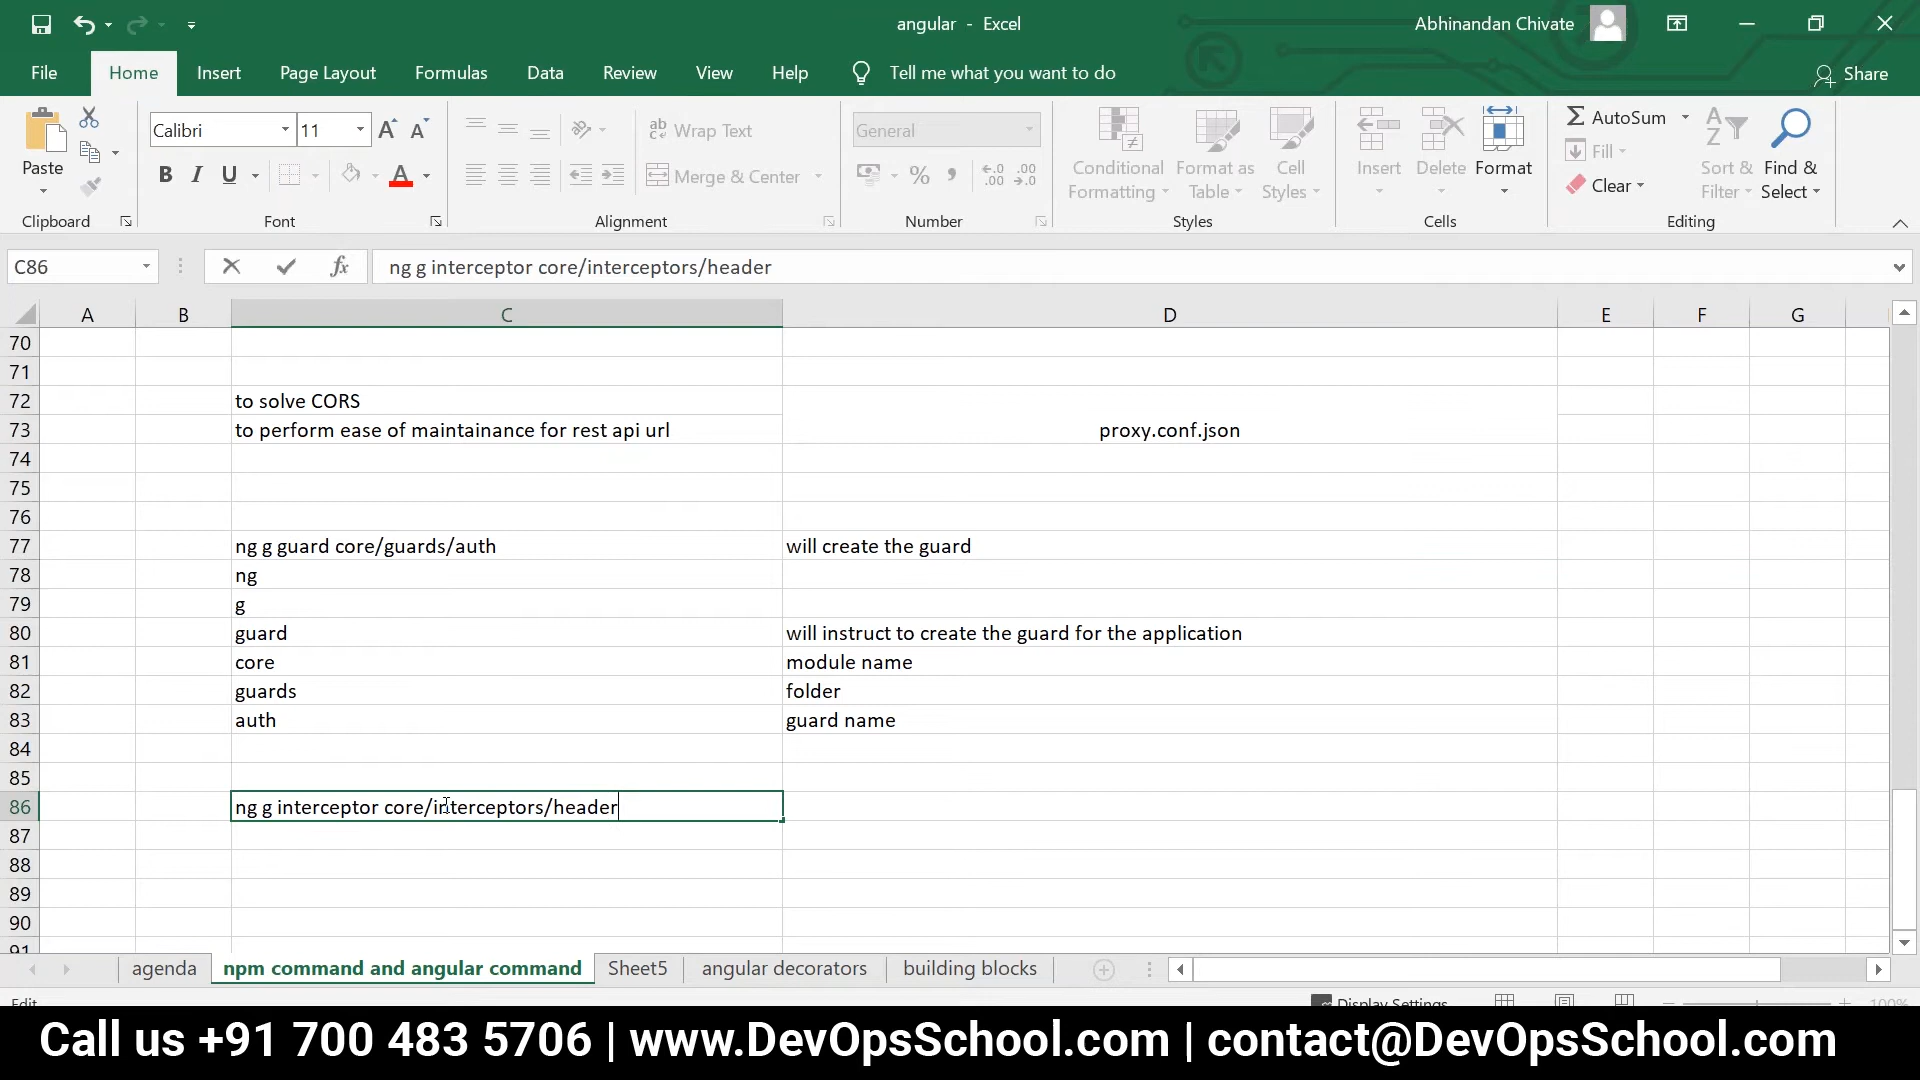 angular - Excel
Abhinandan Chivate
File Home Insert Page Layout Formulas Data Review View Help Tell me what you want to do Share
Paste
Clipboard
Calibri 11 A A
B I U A
Font
ab Wrap Text
Merge & Center
Alignment
General
% , .00
Number
Conditional Formatting
Format as Table
Cell Styles
Styles
Insert Delete Format
Cells
AutoSum
Fill
Clear
Sort & Filter
Find & Select
Editing
C86 fx ng g interceptor core/interceptors/header
A B C D E F G
70
71
72 to solve CORS
73 to perform ease of maintainance for rest api url proxy.conf.json
74
75
76
77 ng g guard core/guards/auth will create the guard
78 ng
79 g
80 guard will instruct to create the guard for the application
81 core module name
82 guards folder
83 auth guard name
84
85
86 ng g interceptor core/interceptors/header
87
88
89
90
91
agenda npm command and angular command Sheet5 angular decorators building blocks
Edit Display Settings 100%
Call us +91 700 483 5706 | www.DevOpsSchool.com | contact@DevOpsSchool.com